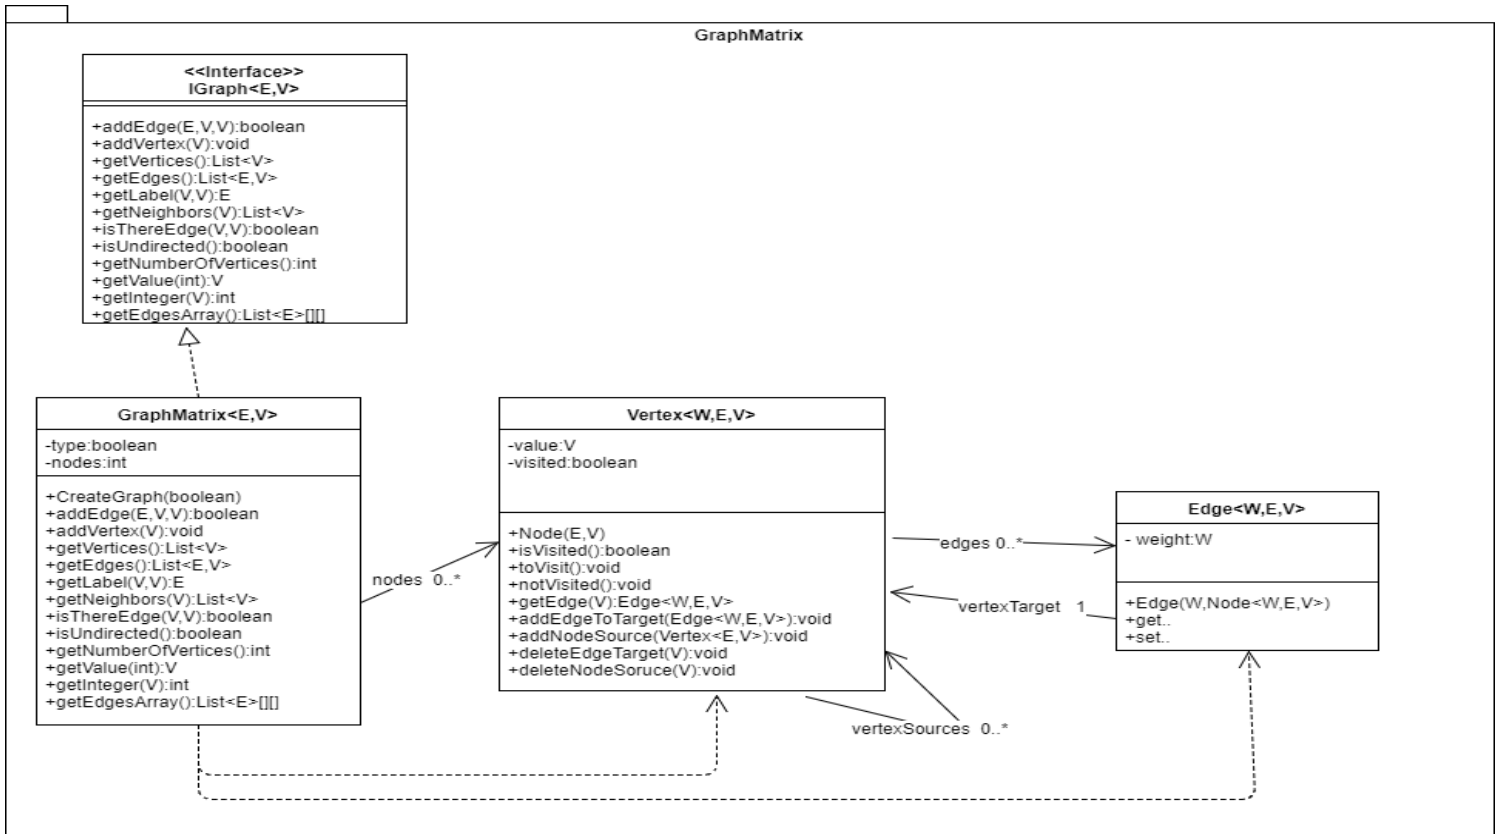 GraphMatrix
<<Interface>>
IGraph<E,V>
+addEdge(E,V,V):boolean
+addVertex(V):void
+getVertices():List<V>
+getEdges():List<E,V>
+getLabel(V,V):E
+getNeighbors(V):List<V>
+isThereEdge(V,V):boolean
+isUndirected():boolean
+getNumberOfVertices():int
+getValue(int):V
+getInteger(V):int
+getEdgesArray():List<E>[][]
GraphMatrix<E,V>
-type:boolean
-nodes:int
+CreateGraph(boolean)
+addEdge(E,V,V):boolean
+addVertex(V):void
+getVertices():List<V>
+getEdges():List<E,V>
+getLabel(V,V):E
+getNeighbors(V):List<V>
+isThereEdge(V,V):boolean
+isUndirected():boolean
+getNumberOfVertices():int
+getValue(int):V
+getInteger(V):int
+getEdgesArray():List<E>[][]
nodes 0..*
Vertex<W,E,V>
-value:V
-visited:boolean
+Node(E,V)
+isVisited():boolean
+toVisit():void
+notVisited():void
+getEdge(V):Edge<W,E,V>
+addEdgeToTarget(Edge<W,E,V>):void
+addNodeSource(Vertex<E,V>):void
+deleteEdgeTarget(V):void
+deleteNodeSoruce(V):void
edges 0..*
vertexTarget 1
vertexSources 0..*
Edge<W,E,V>
- weight:W
+Edge(W,Node<W,E,V>)
+get..
+set..